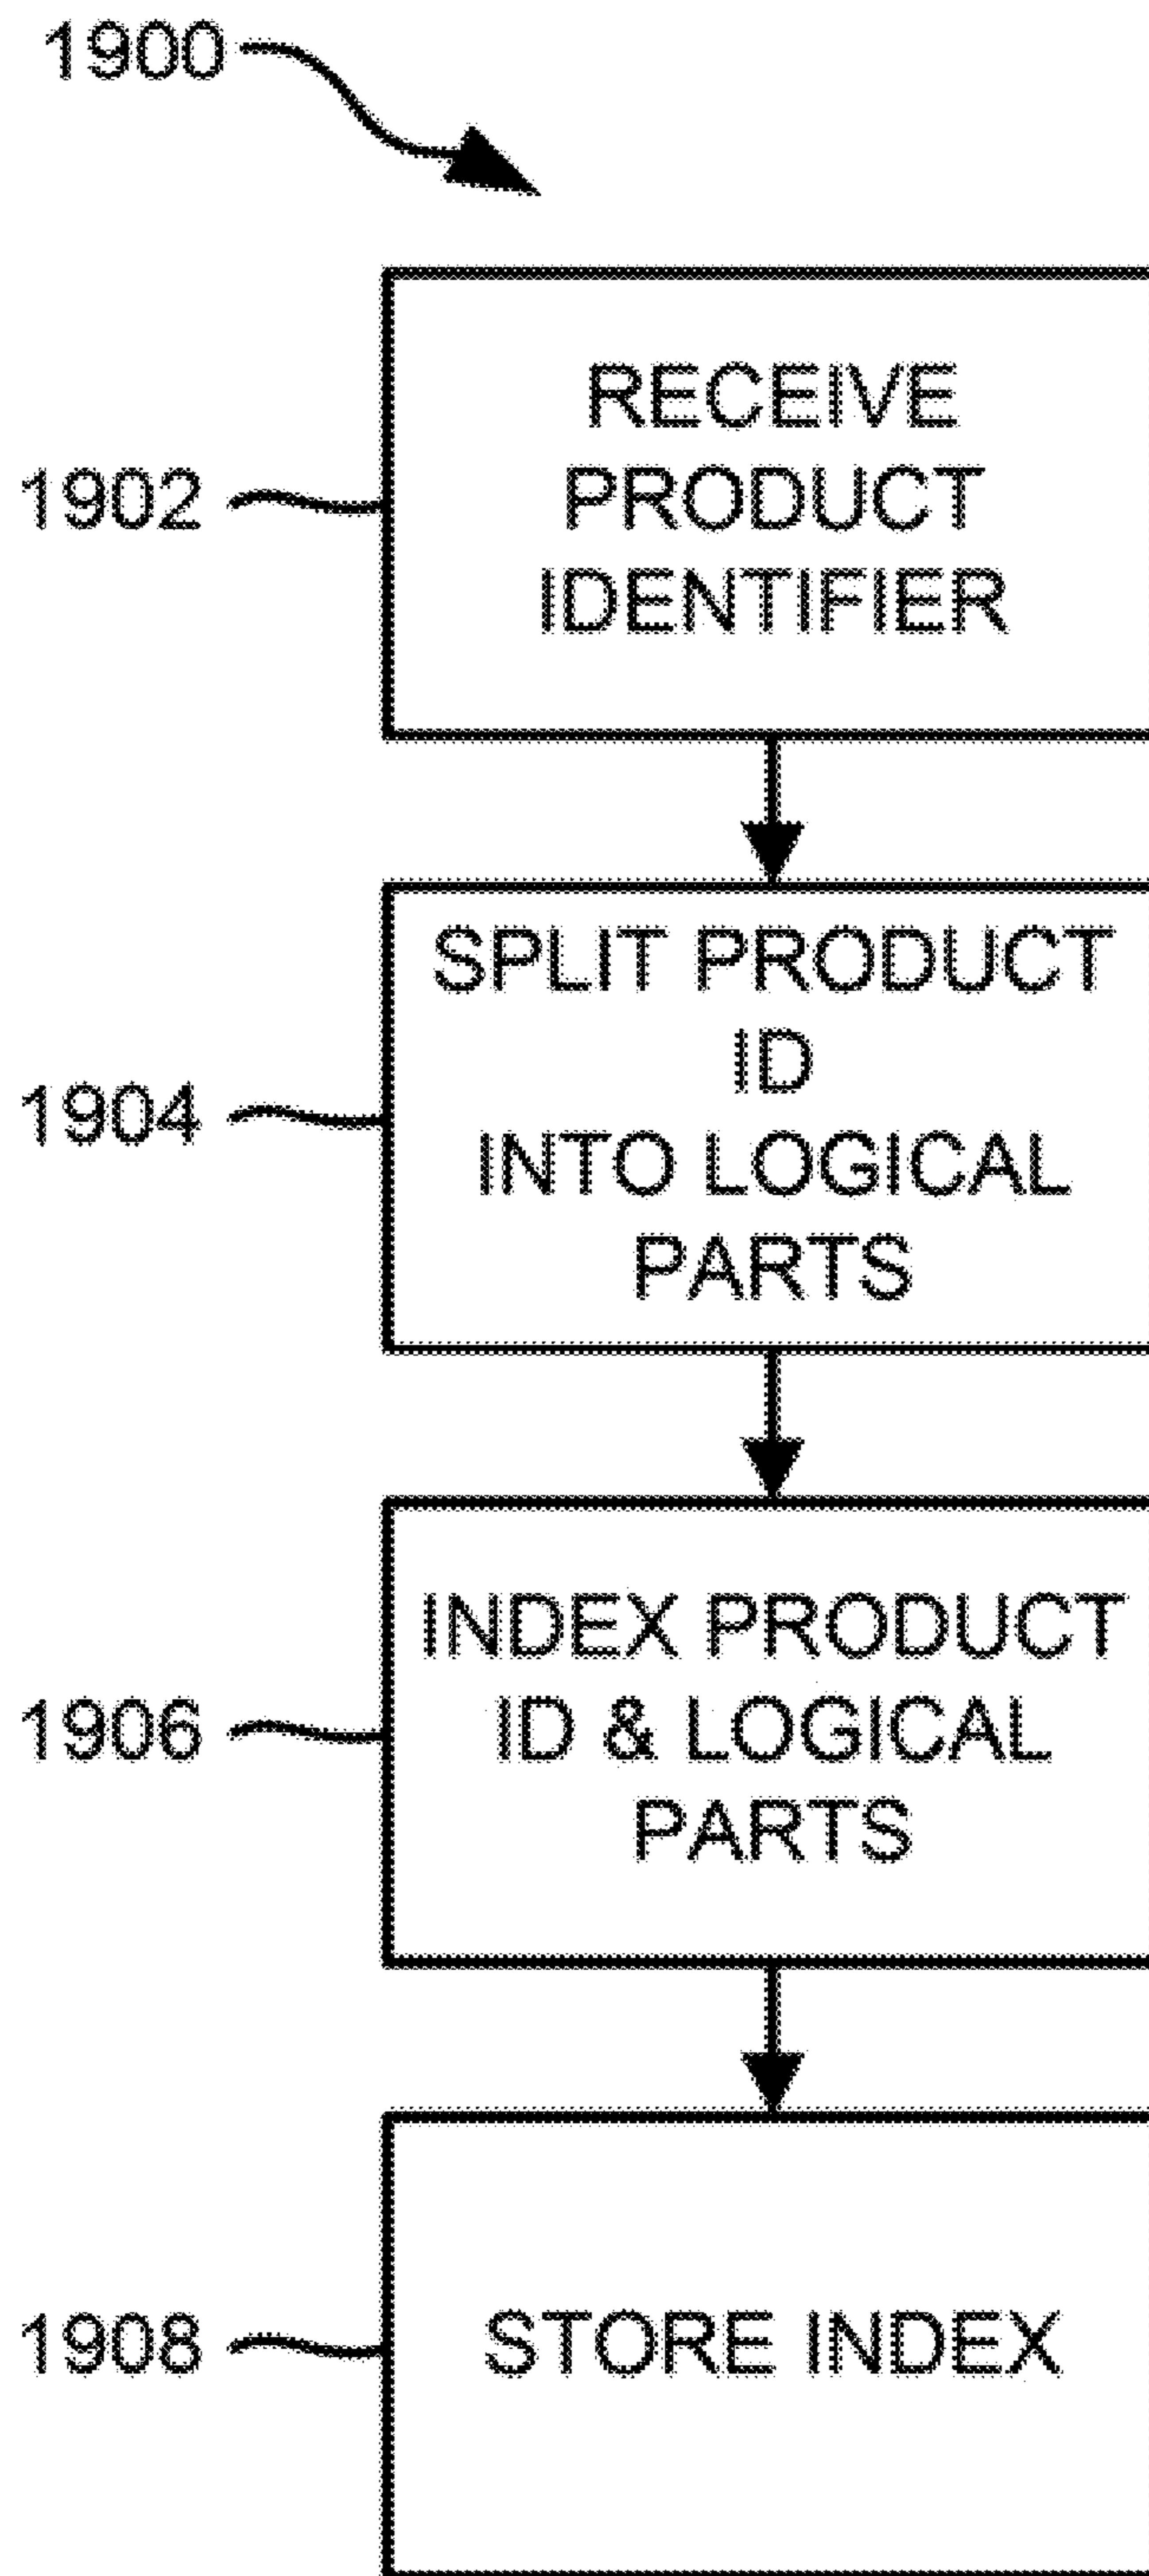 1900
1902
RECEIVE
PRODUCT
IDENTIFIER
1904
SPLIT PRODUCT
ID
INTO LOGICAL
PARTS
1906
INDEX PRODUCT
ID & LOGICAL
PARTS
1908
STORE INDEX